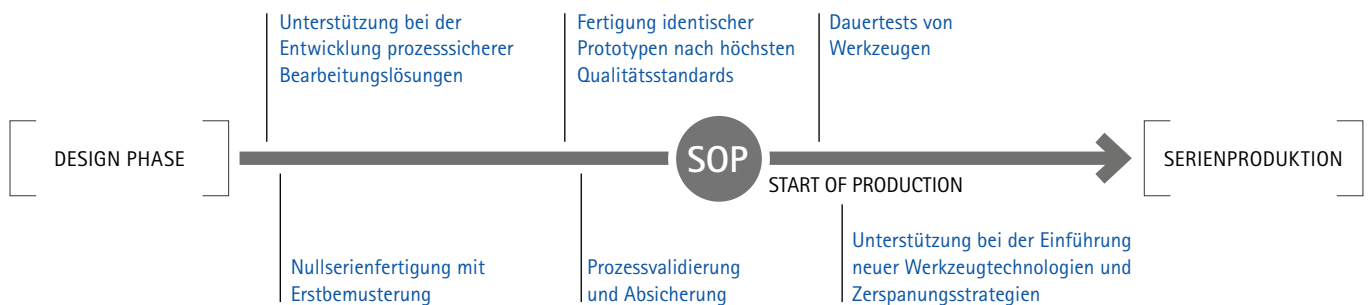 Unterstützung bei der
Entwicklung prozesssicherer
Bearbeitungslösungen
Fertigung identischer
Prototypen nach höchsten
Qualitätsstandards
Dauertests von
Werkzeugen
DESIGN PHASE
SOP
START OF PRODUCTION
SERIENPRODUKTION
Nullserienfertigung mit
Erstbemusterung
Prozessvalidierung
und Absicherung
Unterstützung bei der Einführung
neuer Werkzeugtechnologien und
Zerspanungsstrategien